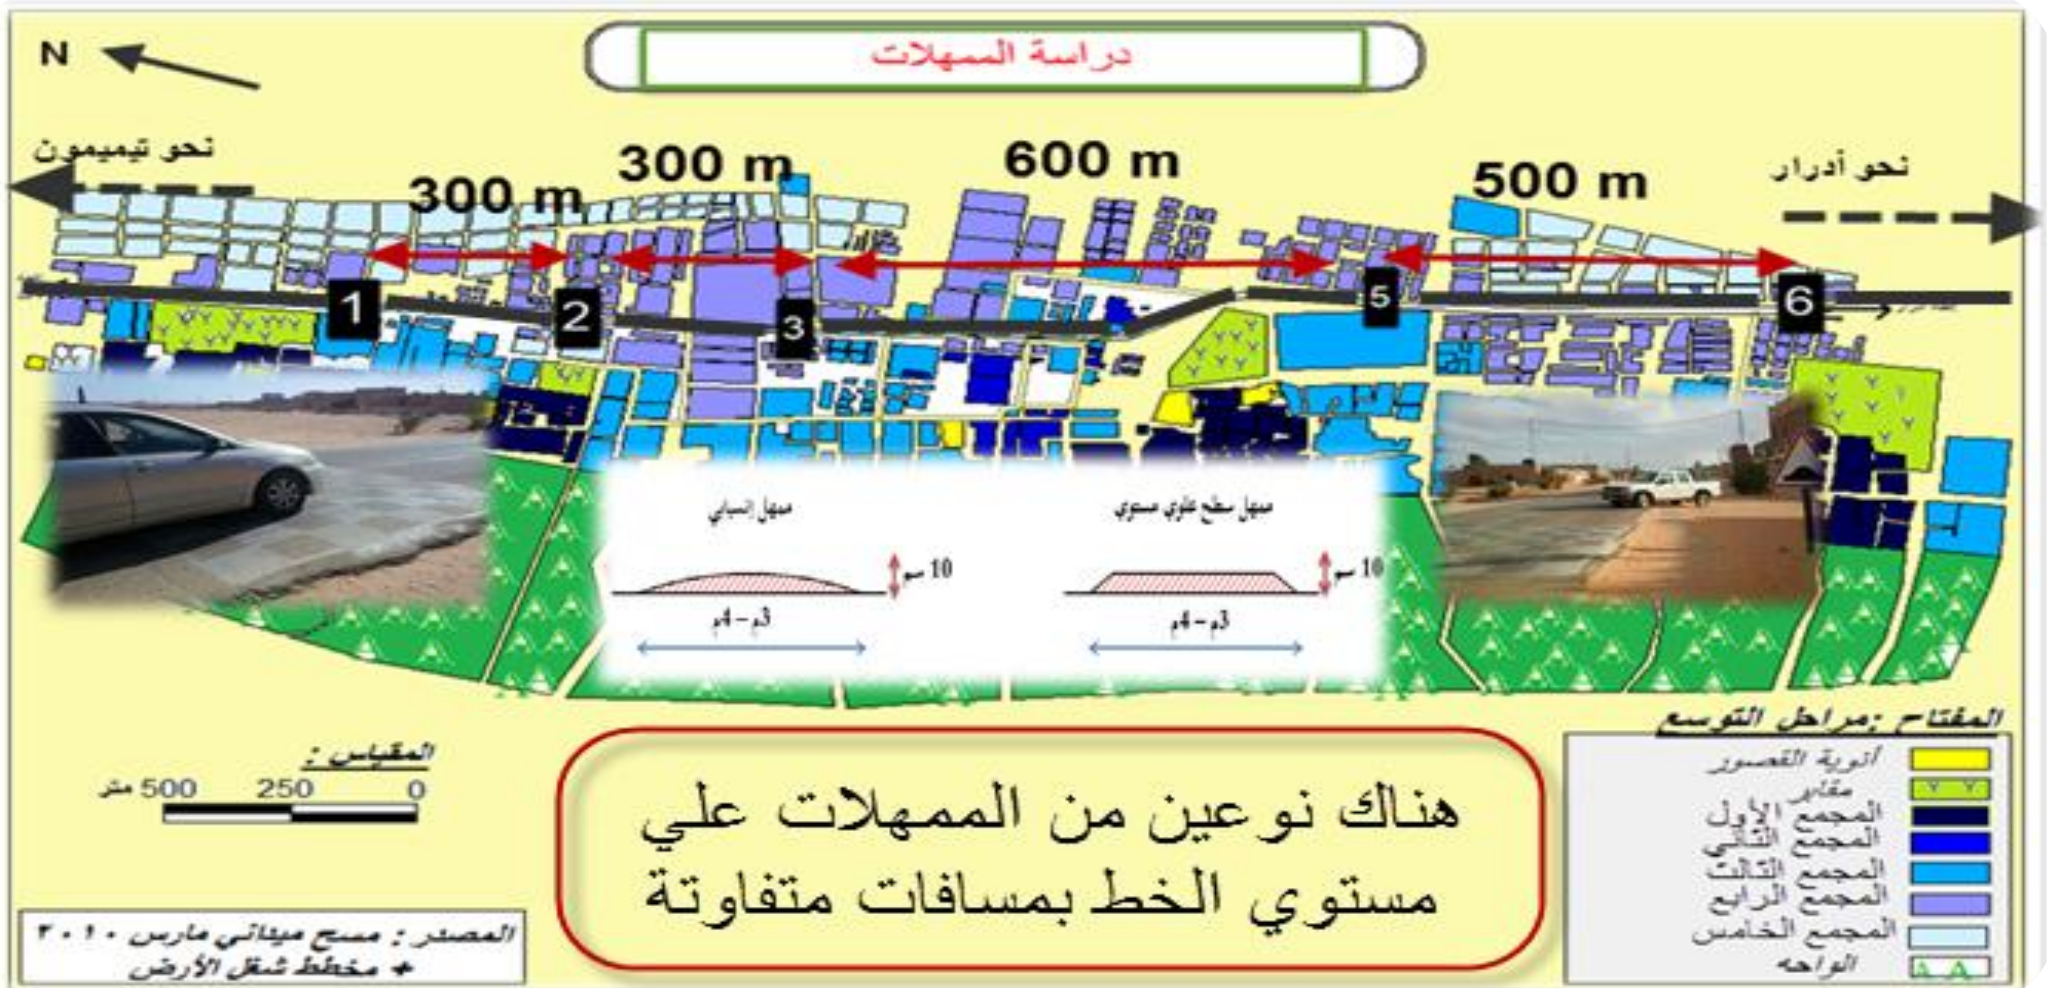 دراسة الممهلات
N
نحو تيميمون
300 m
300 m
600 m
500 m
نحو أدرار
1
2
3
5
6
ممهل إنسيابي
10 سم
3م – 4م
ممهل سطح علوي مستوي
10 سم
3م – 4م
المقياس :
0 250 500 متر
هناك نوعين من الممهلات علي
مستوي الخط بمسافات متفاوتة
المفتاح :مراحل التوسع
أنوية القصور
مقابر
المجمع الأول
المجمع الثاني
المجمع الثالث
المجمع الرابع
المجمع الخامس
الواحه
المصدر : مسح ميداني مارس ٢٠١٠
+ مخطط شغل الأرض